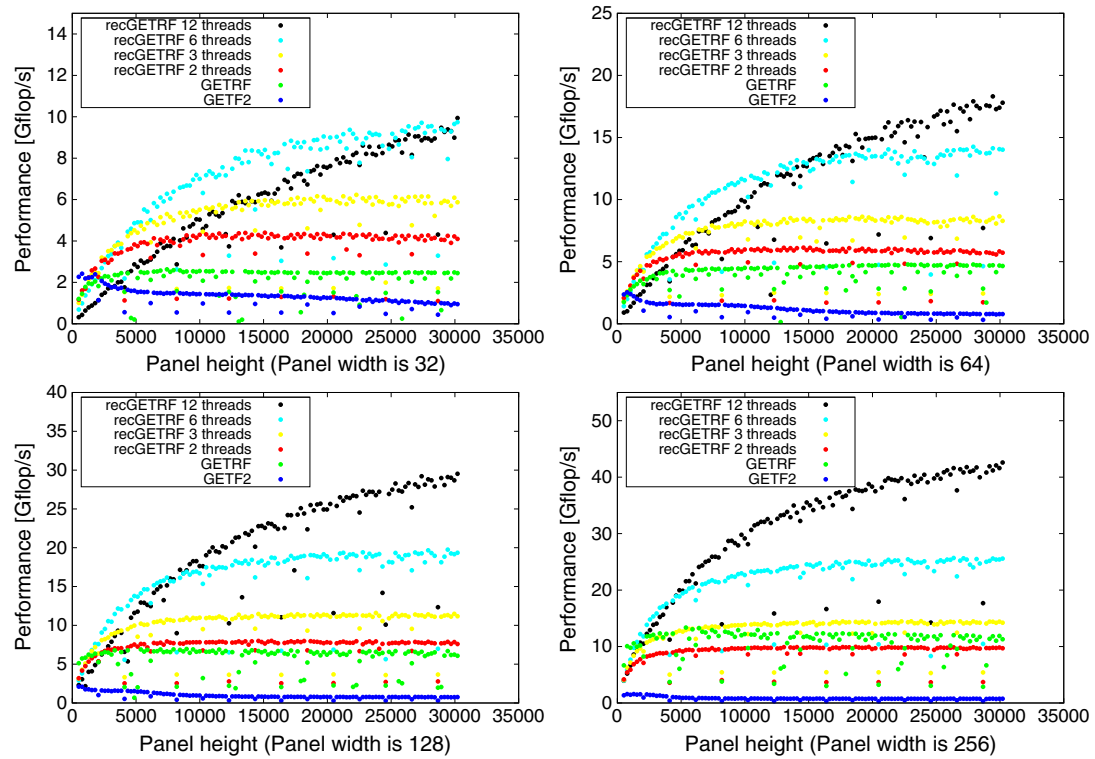 Performance [Gflop/s]
14
12
10
8
6
4
2
0
recGETRF 12 threads
recGETRF 6 threads
recGETRF 3 threads
recGETRF 2 threads
GETRF
GETF2
0 5000 10000 15000 20000 25000 30000 35000
Panel height (Panel width is 32)
Performance [Gflop/s]
25
20
15
10
5
0
recGETRF 12 threads
recGETRF 6 threads
recGETRF 3 threads
recGETRF 2 threads
GETRF
GETF2
0 5000 10000 15000 20000 25000 30000 35000
Panel height (Panel width is 64)
Performance [Gflop/s]
40
35
30
25
20
15
10
5
0
recGETRF 12 threads
recGETRF 6 threads
recGETRF 3 threads
recGETRF 2 threads
GETRF
GETF2
0 5000 10000 15000 20000 25000 30000 35000
Panel height (Panel width is 128)
Performance [Gflop/s]
50
40
30
20
10
0
recGETRF 12 threads
recGETRF 6 threads
recGETRF 3 threads
recGETRF 2 threads
GETRF
GETF2
0 5000 10000 15000 20000 25000 30000 35000
Panel height (Panel width is 256)